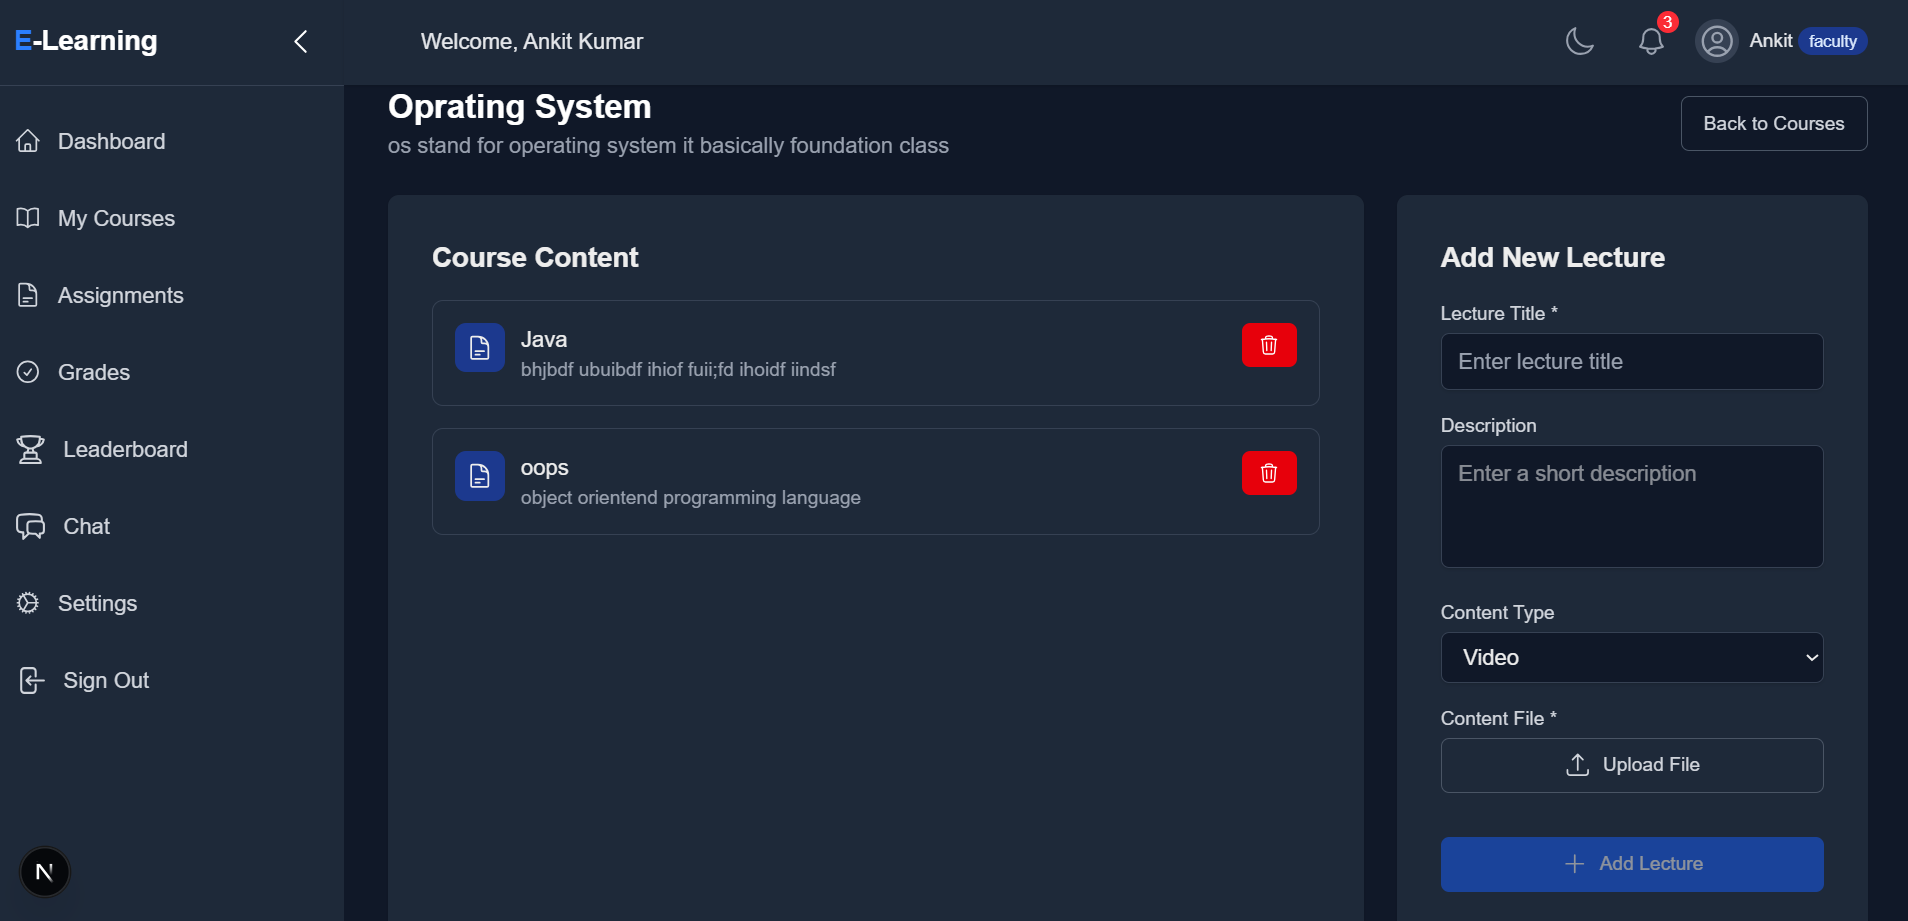 E-Learning
Welcome, Ankit Kumar
3
Ankit faculty
Dashboard
My Courses
Assignments
Grades
Leaderboard
Chat
Settings
Sign Out
N
Oprating System
os stand for operating system it basically foundation class
Back to Courses
Course Content
Java
bhjbdf ubuibdf ihiof fuii;fd ihoidf iindsf
oops
object orientend programming language
Add New Lecture
Lecture Title *
Enter lecture title
Description
Enter a short description
Content Type
Video
Content File *
Upload File
Add Lecture